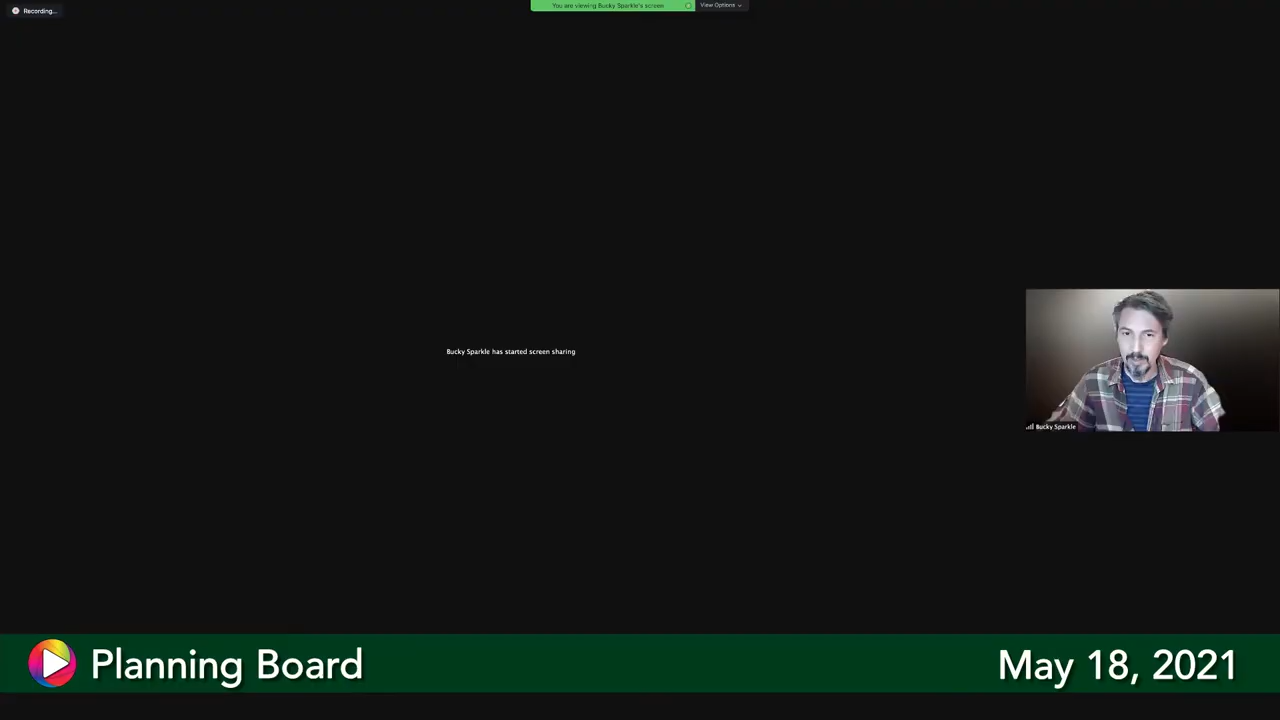 Recording...
You are viewing Bucky Sparkle's screen
View Options
Bucky Sparkle has started screen sharing
Bucky Sparkle
Planning Board
May 18, 2021